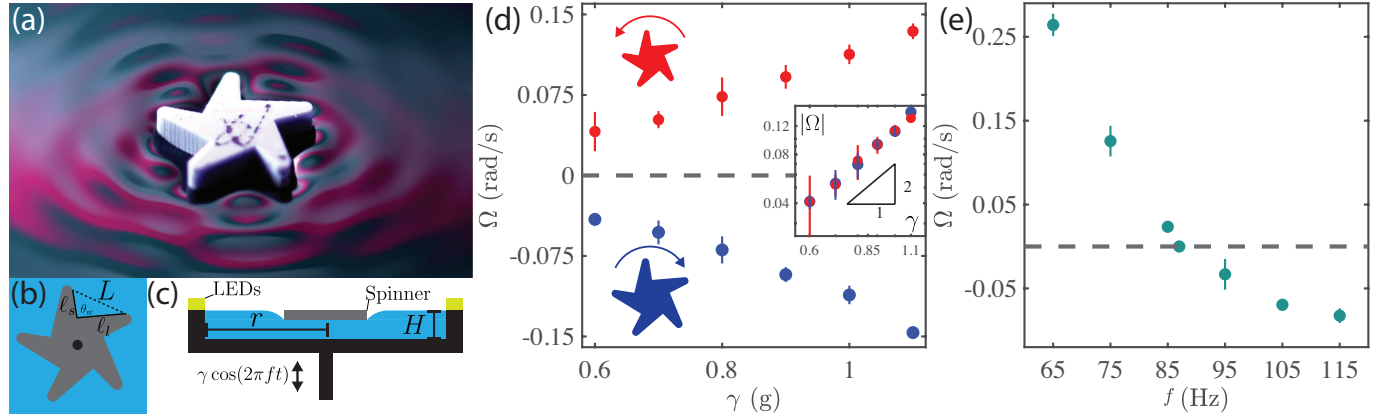 (a)
(b)
L
ℓs
θw
ℓl
(c)
LEDs
Spinner
r
H
γ cos(2πft)
(d)
0.15
0.075
0
-0.075
-0.15
Ω (rad/s)
0.6
0.8
1
γ (g)
|Ω|
0.12
0.08
0.04
2
1
γ
0.6
0.85
1.1
(e)
0.25
0.15
0.05
-0.05
Ω (rad/s)
65
75
85
95
105
115
f (Hz)